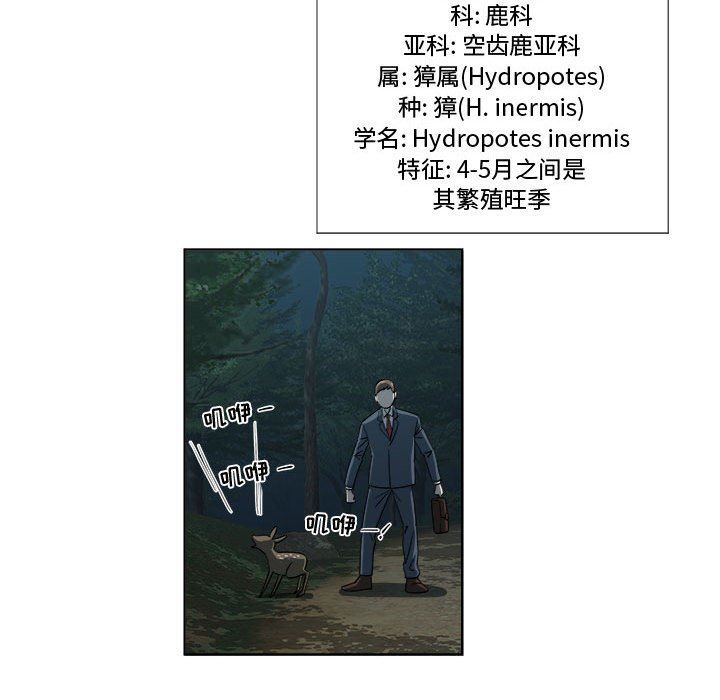 科: 鹿科
亚科: 空齿鹿亚科
属: 獐属(Hydropotes)
种: 獐(H. inermis)
学名: Hydropotes inermis
特征: 4-5月之间是
其繁殖旺季
叽咿—
叽咿—
叽咿—!